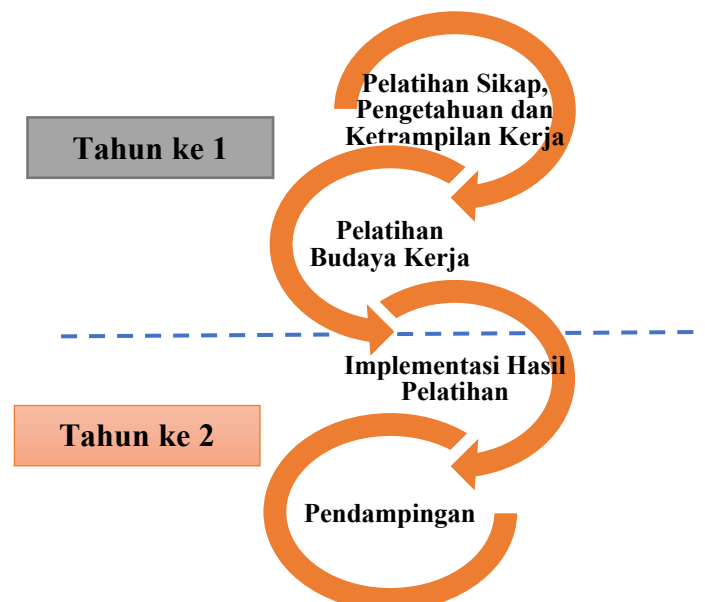 Pelatihan Sikap,
Pengetahuan dan
Ketrampilan Kerja
Tahun ke 1
Pelatihan
Budaya Kerja
Implementasi Hasil
Pelatihan
Tahun ke 2
Pendampingan